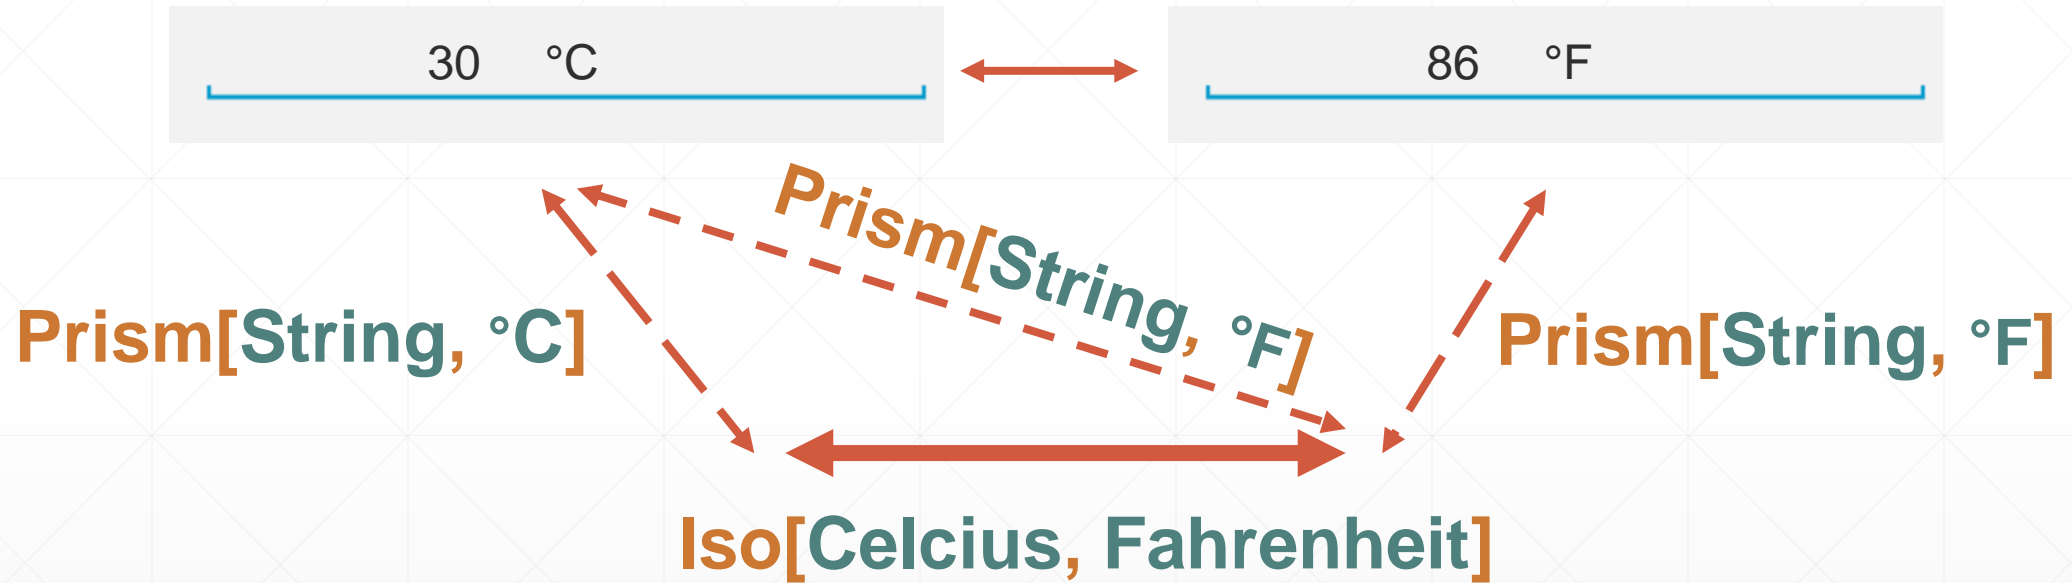 30 °C
86 °F
Prism[String, °F]
Prism[String, °C]
Prism[String, °F]
Iso[Celcius, Fahrenheit]